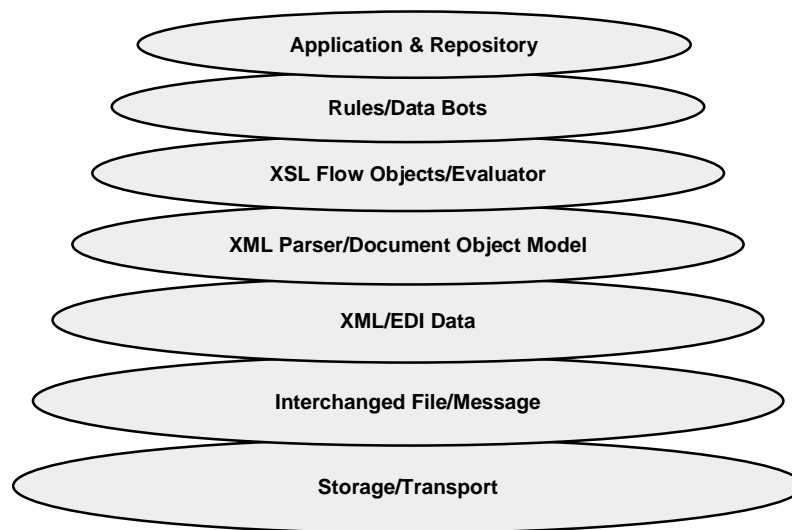 Application & Repository
Rules/Data Bots
XSL Flow Objects/Evaluator
XML Parser/Document Object Model
XML/EDI Data
Interchanged File/Message
Storage/Transport